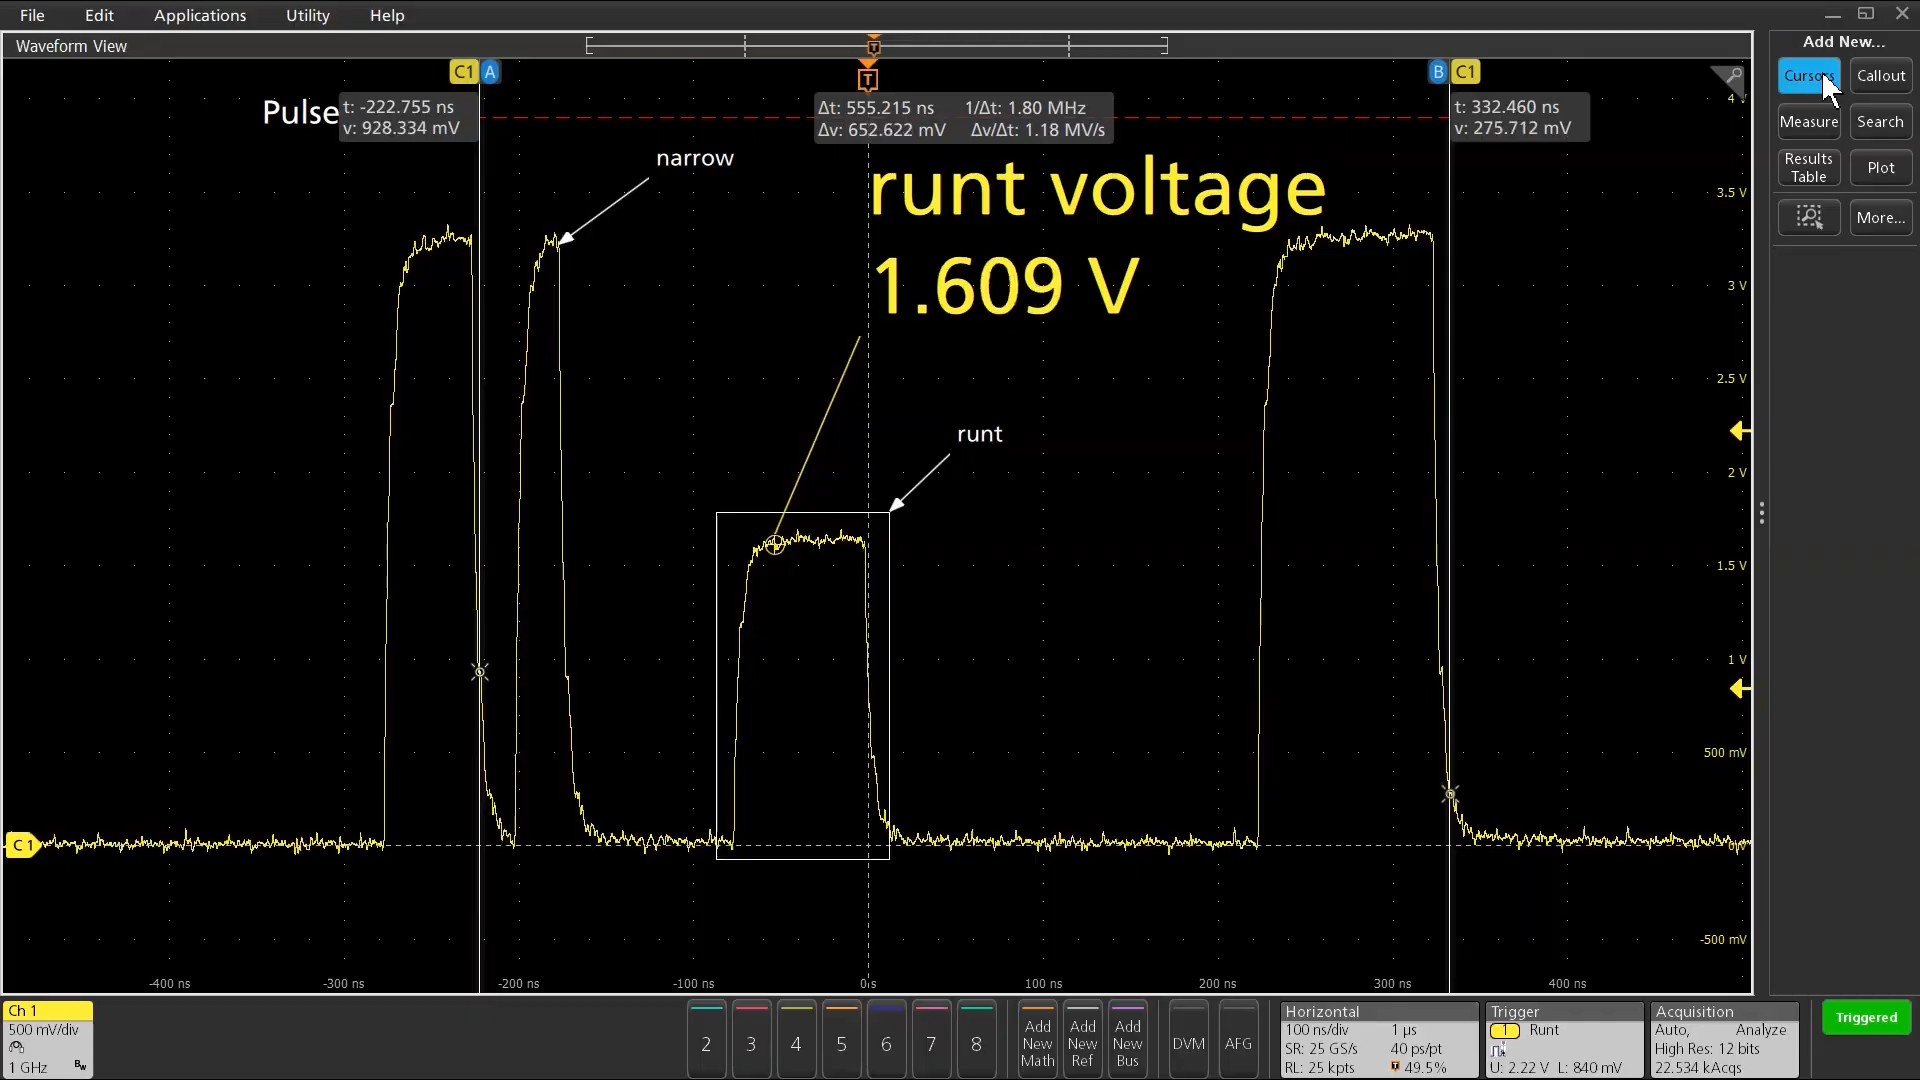 File Edit Applications Utility Help
Waveform View
T
Add New...
C1 A
T
B C1
Cursors Callout
Pulse
t: -222.755 ns
v: 928.334 mV
Δt: 555.215 ns 1/Δt: 1.80 MHz
Δv: 652.622 mV Δv/Δt: 1.18 MV/s
t: 332.460 ns
v: 275.712 mV
4 V
Measure Search
narrow
Results Table Plot
runt voltage
1.609 V
3.5 V
More...
3 V
2.5 V
runt
2 V
1.5 V
1 V
500 mV
C 1
0 V
-500 mV
-400 ns -300 ns -200 ns -100 ns 0 s 100 ns 200 ns 300 ns 400 ns
Ch 1
500 mV/div
1 GHz Bw
2 3 4 5 6 7 8
Add New Math
Add New Ref
Add New Bus
DVM AFG
Horizontal
100 ns/div 1 µs
SR: 25 GS/s 40 ps/pt
RL: 25 kpts T 49.5%
Trigger
1 Runt
U: 2.22 V L: 840 mV
Acquisition
Auto, Analyze
High Res: 12 bits
22.534 kAcqs
Triggered